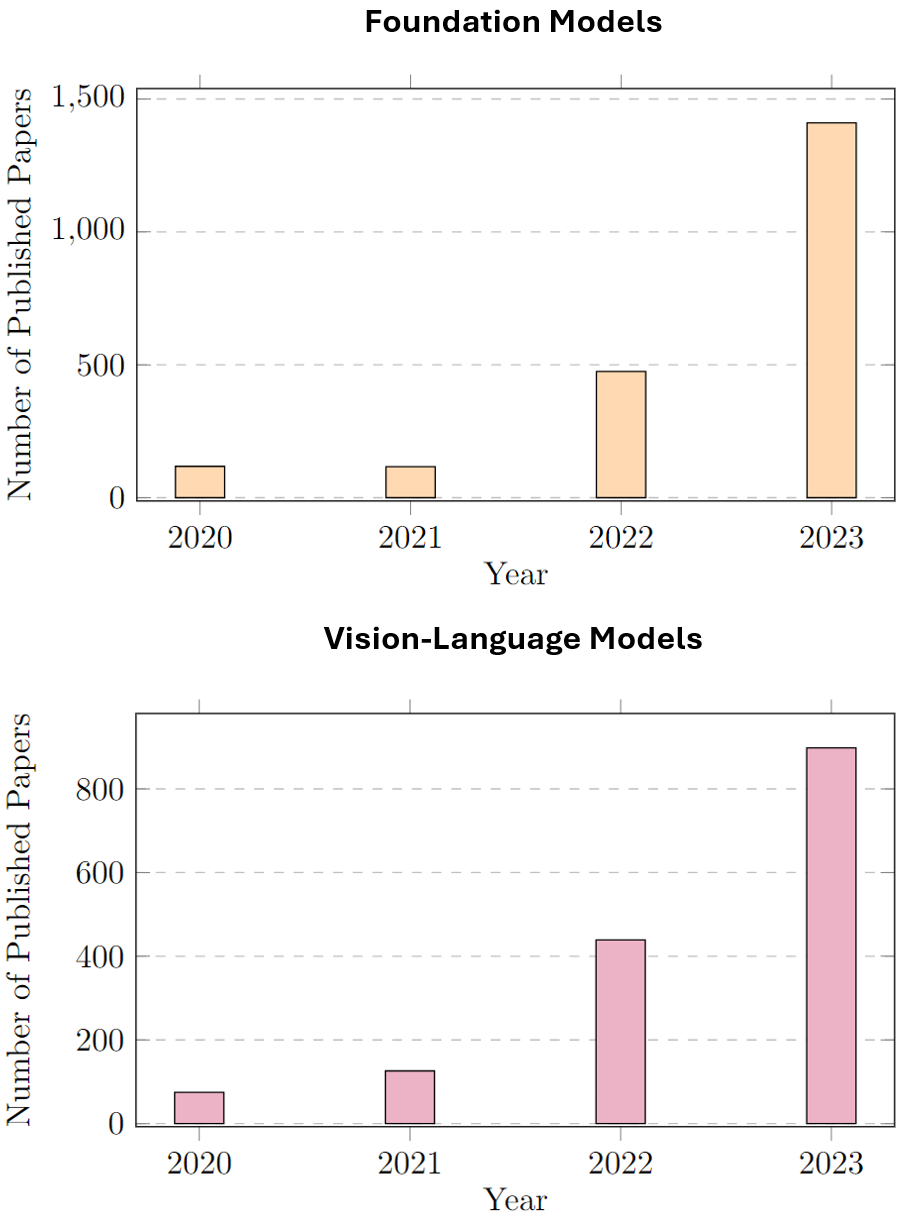 Foundation Models
Number of Published Papers
1,500
1,000
500
0
2020 2021 2022 2023
Year
Vision-Language Models
Number of Published Papers
800
600
400
200
0
2020 2021 2022 2023
Year